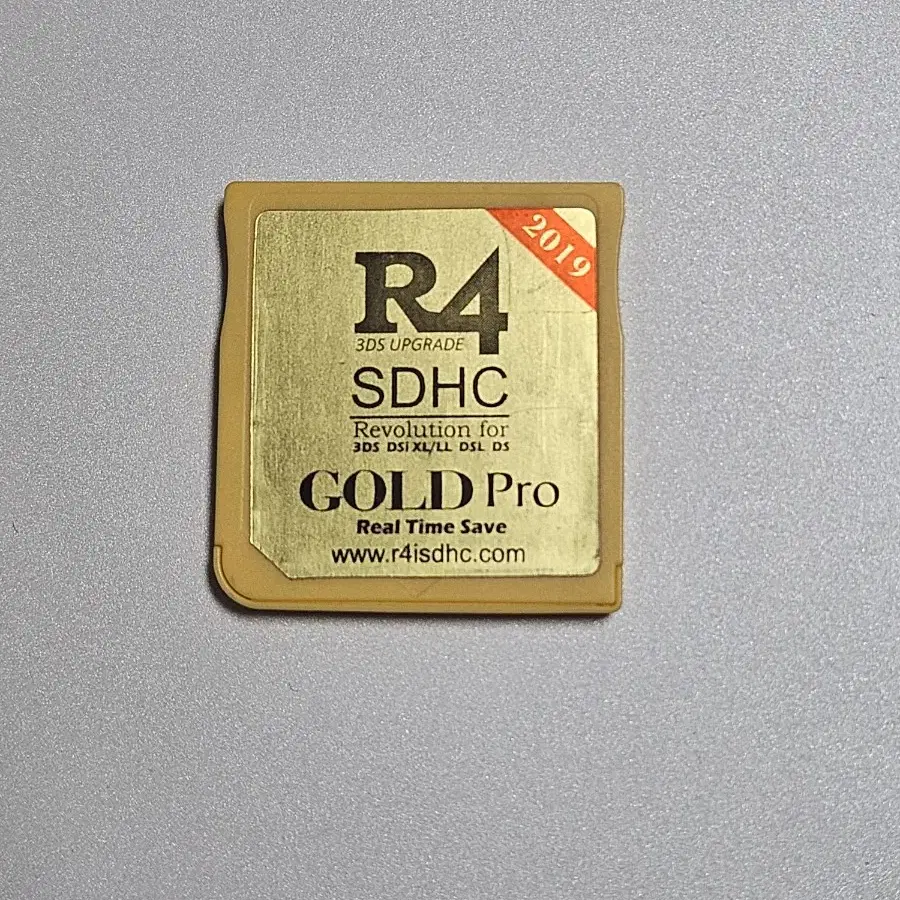 2019
R4
3DS UPGRADE
SDHC
Revolution for
3DS DSi XL/LL DSL DS
GOLD Pro
Real Time Save
www.r4isdhc.com